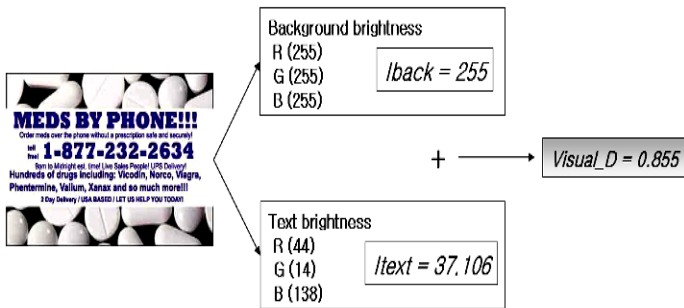 MEDS BY PHONE!!!
Order meds over the phone without a prescription safe and securely!
toll free! 1-877-232-2634
9am to Midnight est. time! Live Sales People! UPS Delivery!
Hundreds of drugs including: Vicodin, Norco, Viagra,
Phentermine, Valium, Xanax and so much more!!!
2 Day Delivery / USA BASED / LET US HELP YOU TODAY!
Background brightness
R (255)
G (255)
B (255)
Iback = 255
+
Visual_D = 0.855
Text brightness
R (44)
G (14)
B (138)
Itext = 37.106